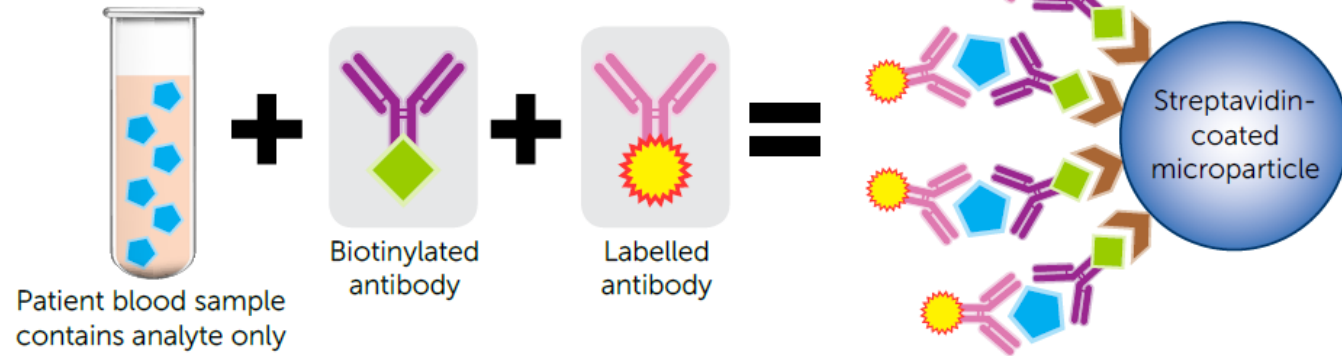 Patient blood sample
contains analyte only
Biotinylated
antibody
Labelled
antibody
Streptavidin-
coated
microparticle